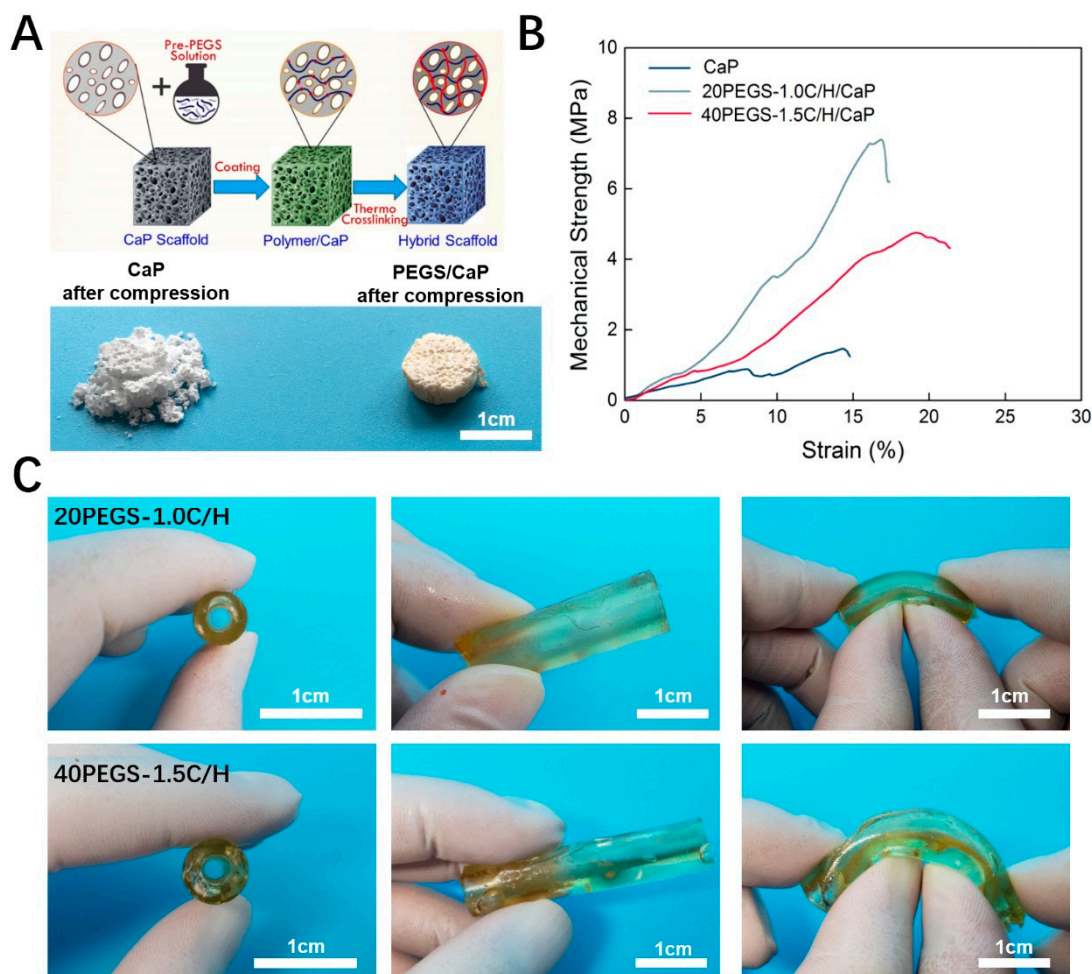 A
Pre-PEGS
Solution
+
Coating
Thermo
Crosslinking
CaP Scaffold
Polymer/CaP
Hybrid Scaffold
CaP
after compression
PEGS/CaP
after compression
1cm
B
10
8
6
4
2
0
Mechanical Strength (MPa)
CaP
20PEGS-1.0C/H/CaP
40PEGS-1.5C/H/CaP
0
5
10
15
20
25
30
Strain (%)
C
20PEGS-1.0C/H
1cm
1cm
1cm
40PEGS-1.5C/H
1cm
1cm
1cm